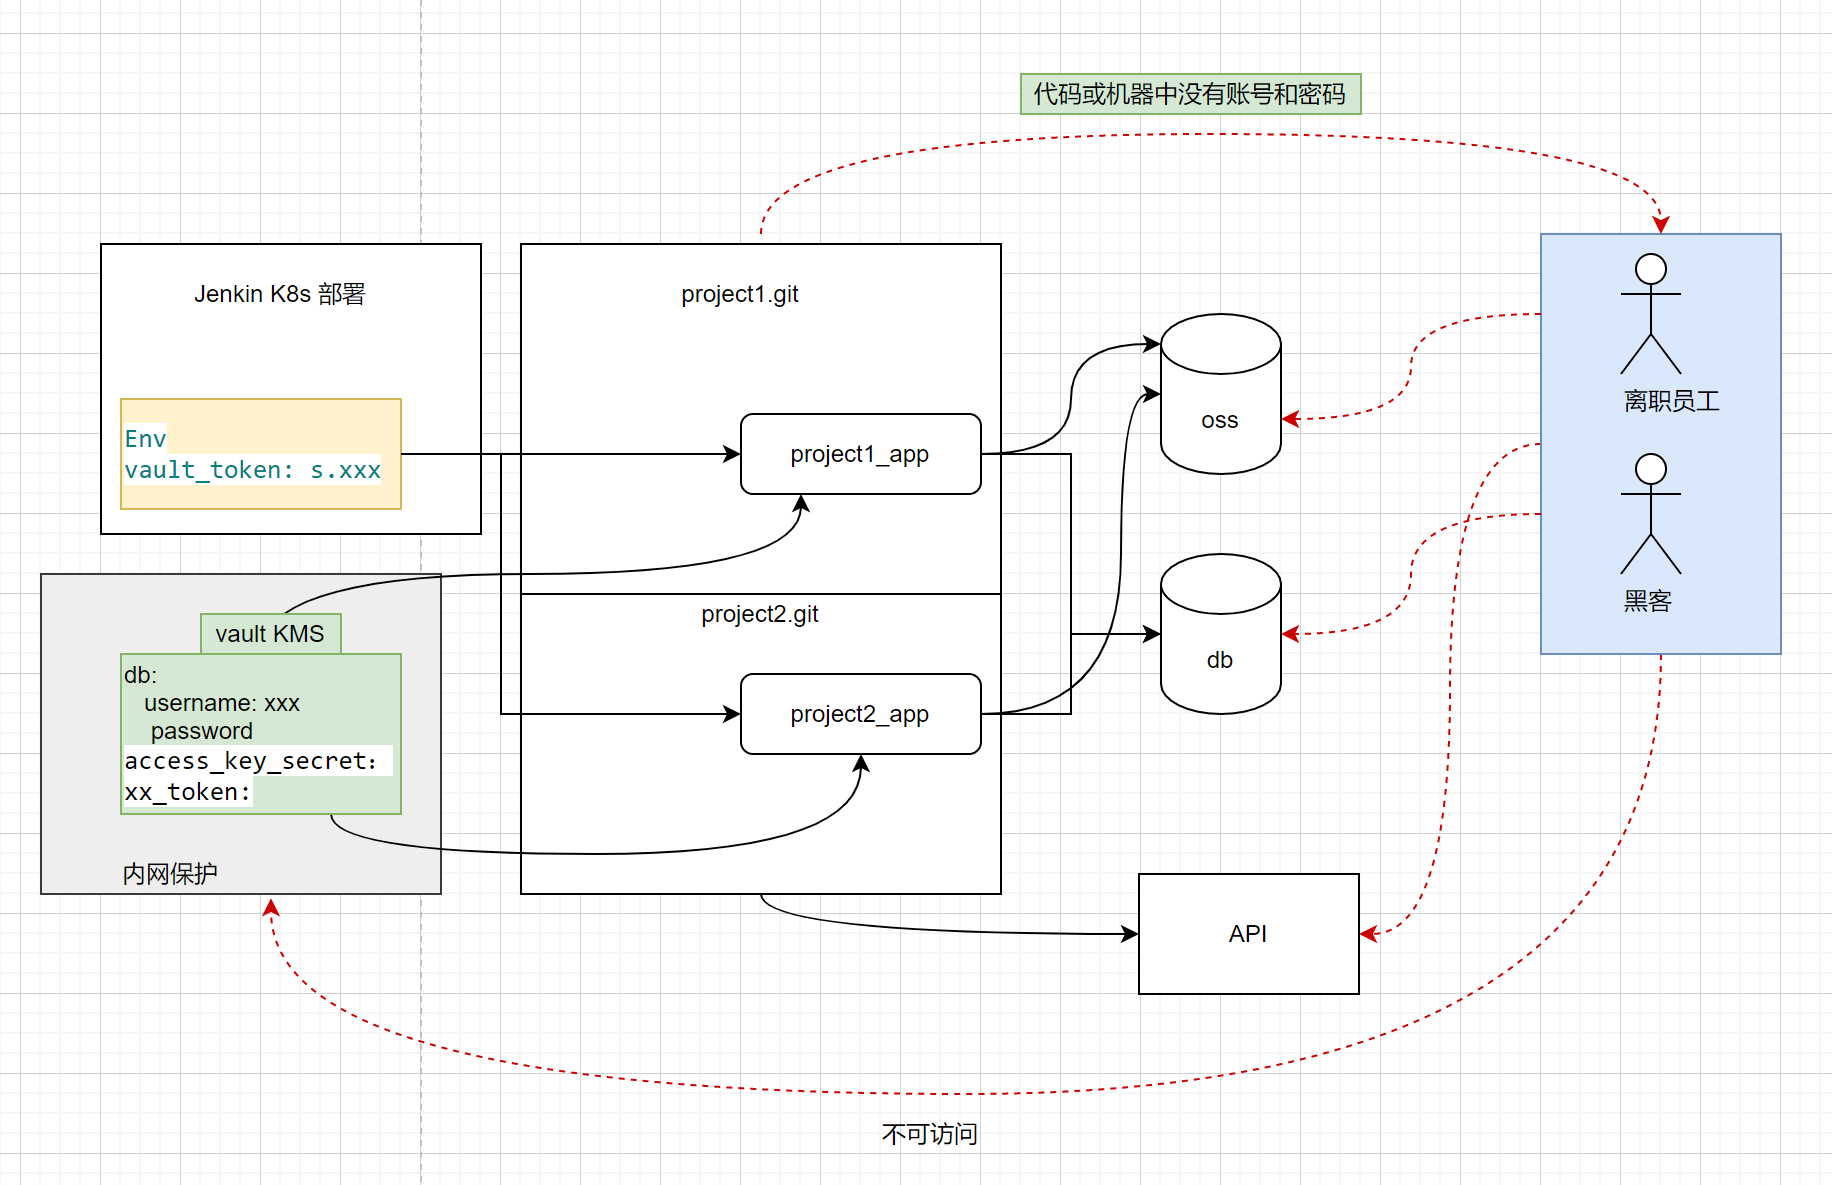 代码或机器中没有账号和密码
Jenkin K8s 部署
Env
vault_token: s.xxx
project1.git
project1_app
oss
离职员工
黑客
vault KMS
db:
username: xxx
password
access_key_secret：
xx_token:
内网保护
project2.git
project2_app
db
API
不可访问